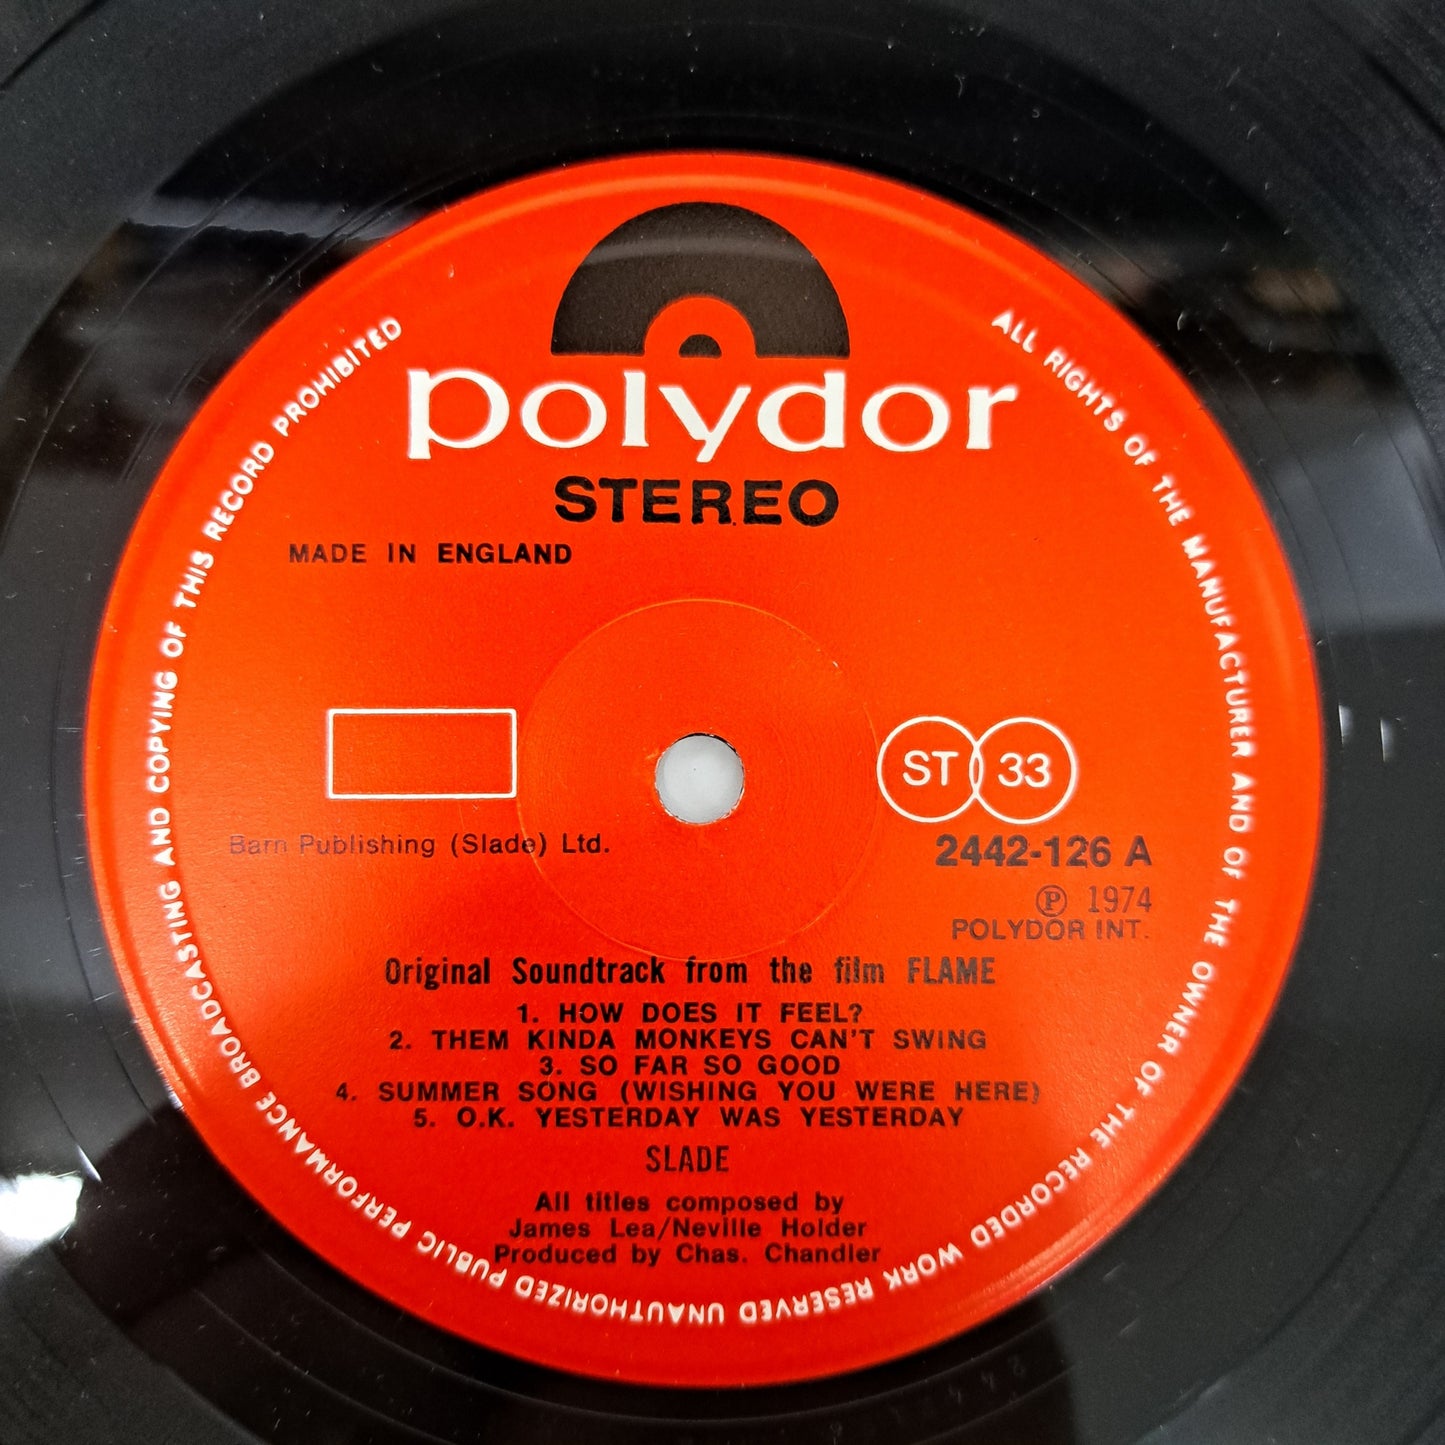 polydor
STEREO
MADE IN ENGLAND
ST 33
Barn Publishing (Slade) Ltd.
2442-126 A
℗ 1974
POLYDOR INT.
Original Soundtrack from the film FLAME
1. HOW DOES IT FEEL?
2. THEM KINDA MONKEYS CAN'T SWING
3. SO FAR SO GOOD
4. SUMMER SONG (WISHING YOU WERE HERE)
5. O.K. YESTERDAY WAS YESTERDAY
SLADE
All titles composed by
James Lea/Neville Holder
Produced by Chas. Chandler
ALL RIGHTS OF THE MANUFACTURER AND OF THE OWNER OF THE RECORDED WORK RESERVED UNAUTHORIZED PUBLIC PERFORMANCE BROADCASTING AND COPYING OF THIS RECORD PROHIBITED